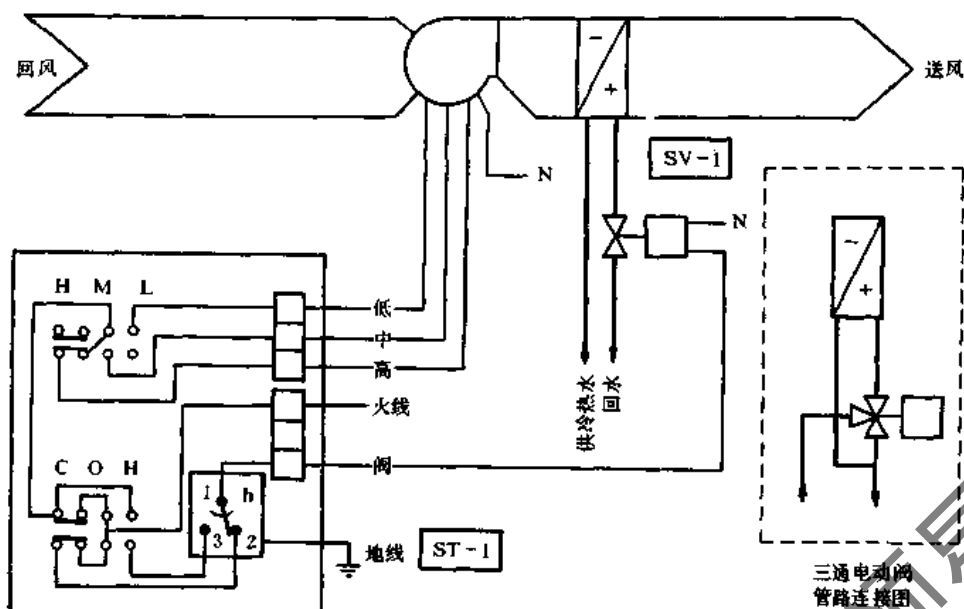 回风
送风
SV-1
N
N
H M L
低
中
高
火线
阀
供冷热水
回水
C O H
1 h
3 2
地线
ST-1
三通电动阀
管路连接图